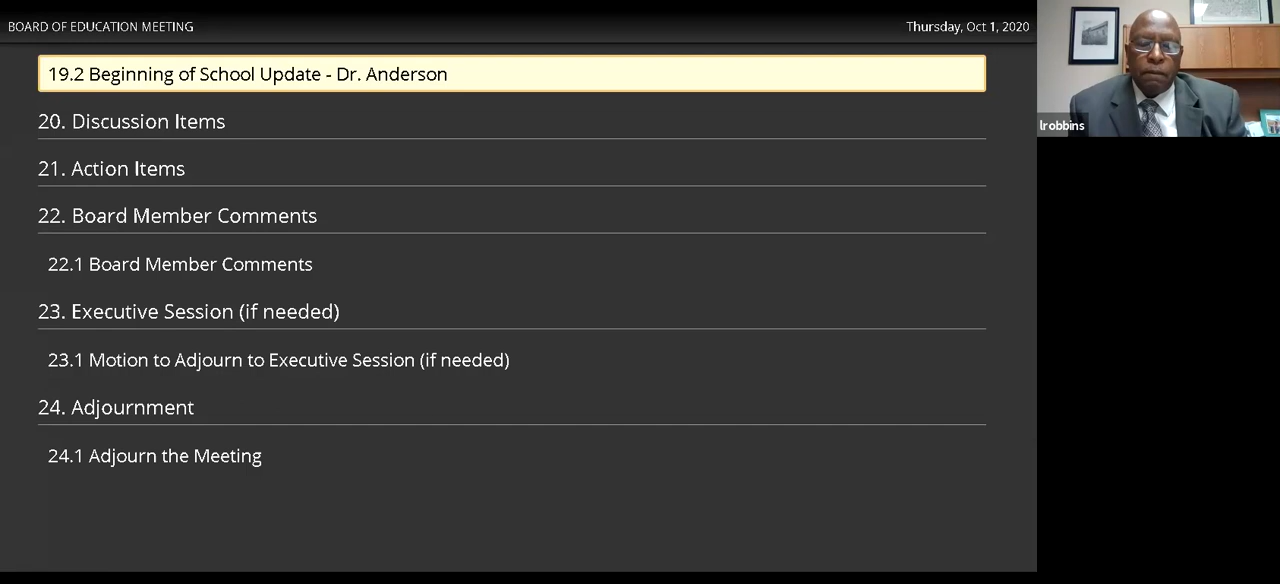 BOARD OF EDUCATION MEETING
Thursday, Oct 1, 2020
19.2 Beginning of School Update - Dr. Anderson
20. Discussion Items
21. Action Items
22. Board Member Comments
22.1 Board Member Comments
23. Executive Session (if needed)
23.1 Motion to Adjourn to Executive Session (if needed)
24. Adjournment
24.1 Adjourn the Meeting
lrobbins